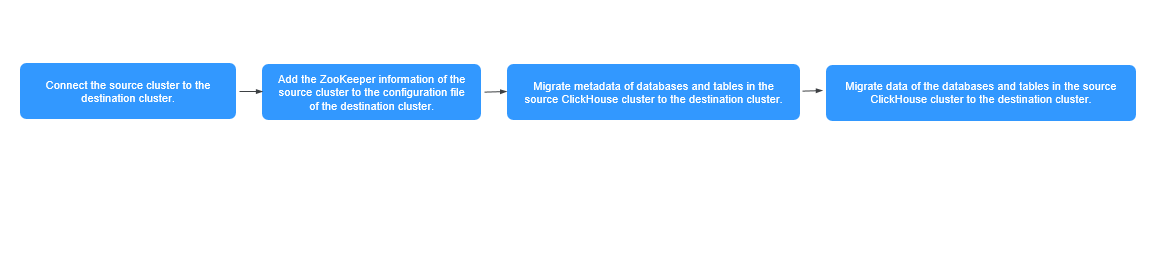 Connect the source cluster to the
destination cluster.
Add the ZooKeeper information of the
source cluster to the configuration file
of the destination cluster.
Migrate metadata of databases and tables in the
source ClickHouse cluster to the destination cluster.
Migrate data of the databases and tables in the source
ClickHouse cluster to the destination cluster.